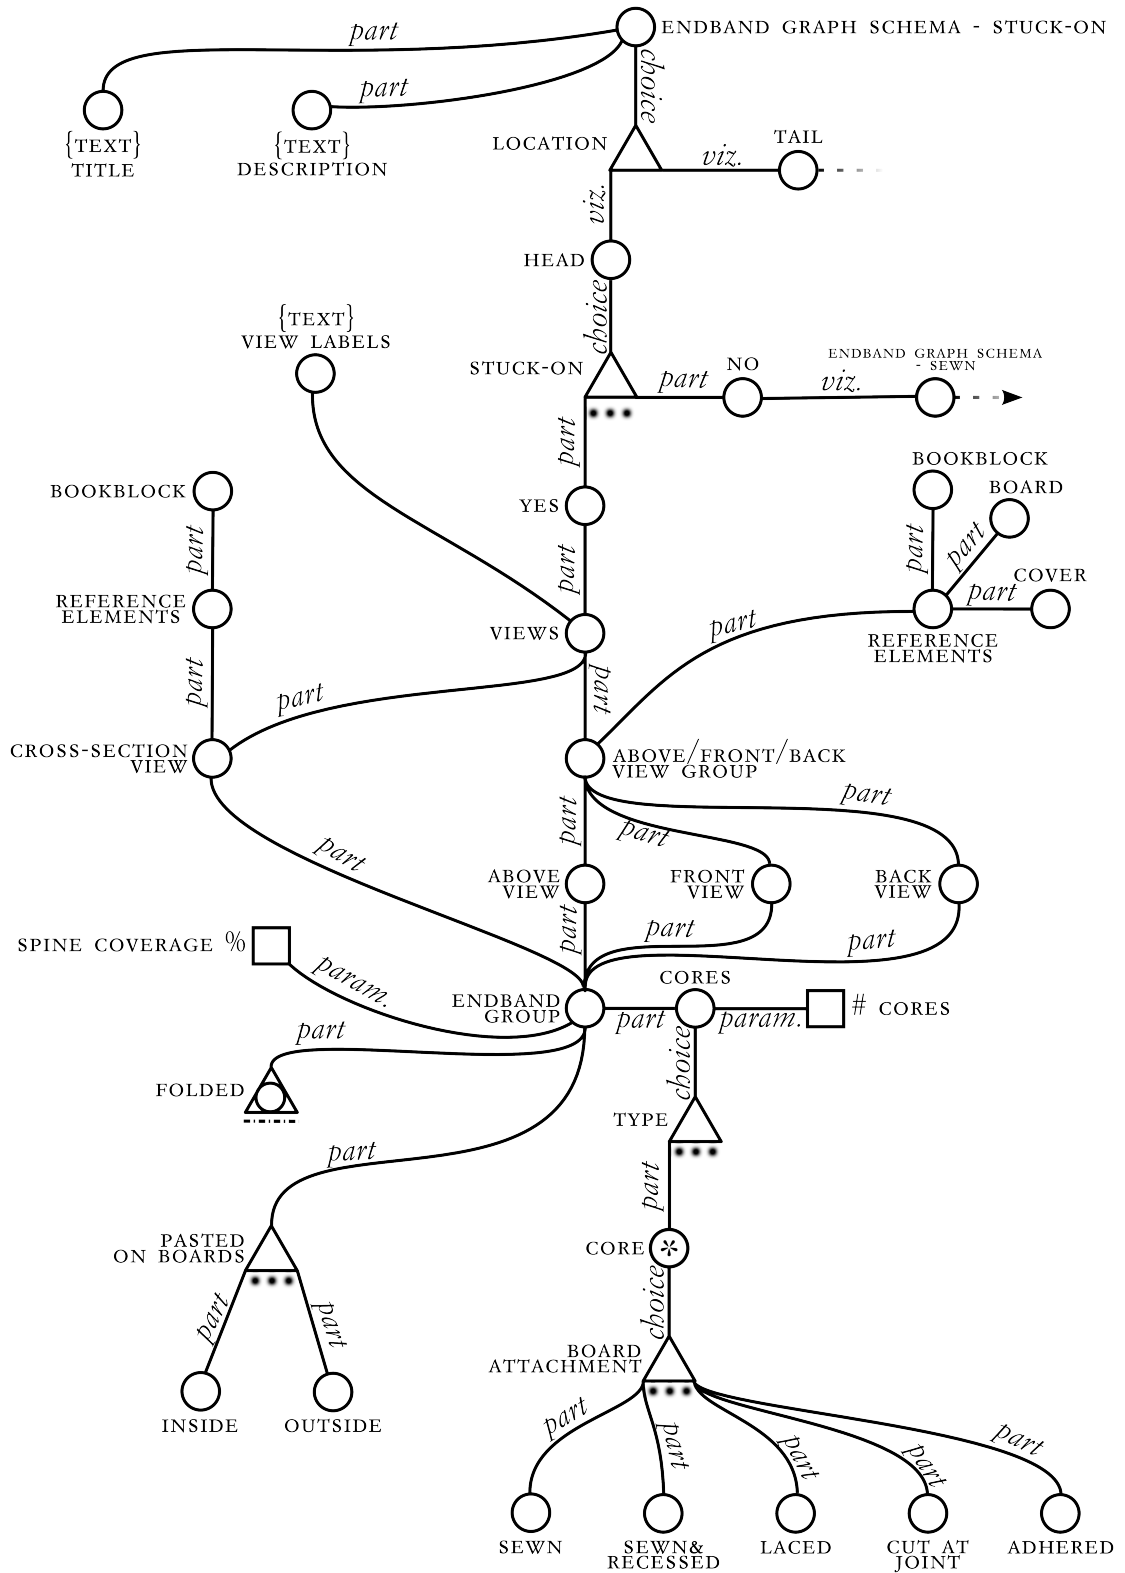 part
ENDBAND GRAPH SCHEMA - STUCK-ON
choice
part
{TEXT}
TITLE
{TEXT}
DESCRIPTION
LOCATION
viz.
TAIL
viz.
HEAD
choice
{TEXT}
VIEW LABELS
STUCK-ON
part
NO
viz.
ENDBAND GRAPH SCHEMA
- SEWN
part
BOOKBLOCK
BOARD
BOOKBLOCK
YES
part
part
part
COVER
part
part
REFERENCE
ELEMENTS
VIEWS
part
REFERENCE
ELEMENTS
part
part
part
CROSS-SECTION
VIEW
ABOVE/FRONT/BACK
VIEW GROUP
part
part
part
part
ABOVE
VIEW
FRONT
VIEW
BACK
VIEW
part
part
part
SPINE COVERAGE %
param.
CORES
ENDBAND
GROUP
part
param.
# CORES
part
choice
FOLDED
TYPE
part
part
PASTED
ON BOARDS
CORE
*
choice
part
part
BOARD
ATTACHMENT
INSIDE
OUTSIDE
part
part
part
part
part
SEWN
SEWN&
RECESSED
LACED
CUT AT
JOINT
ADHERED